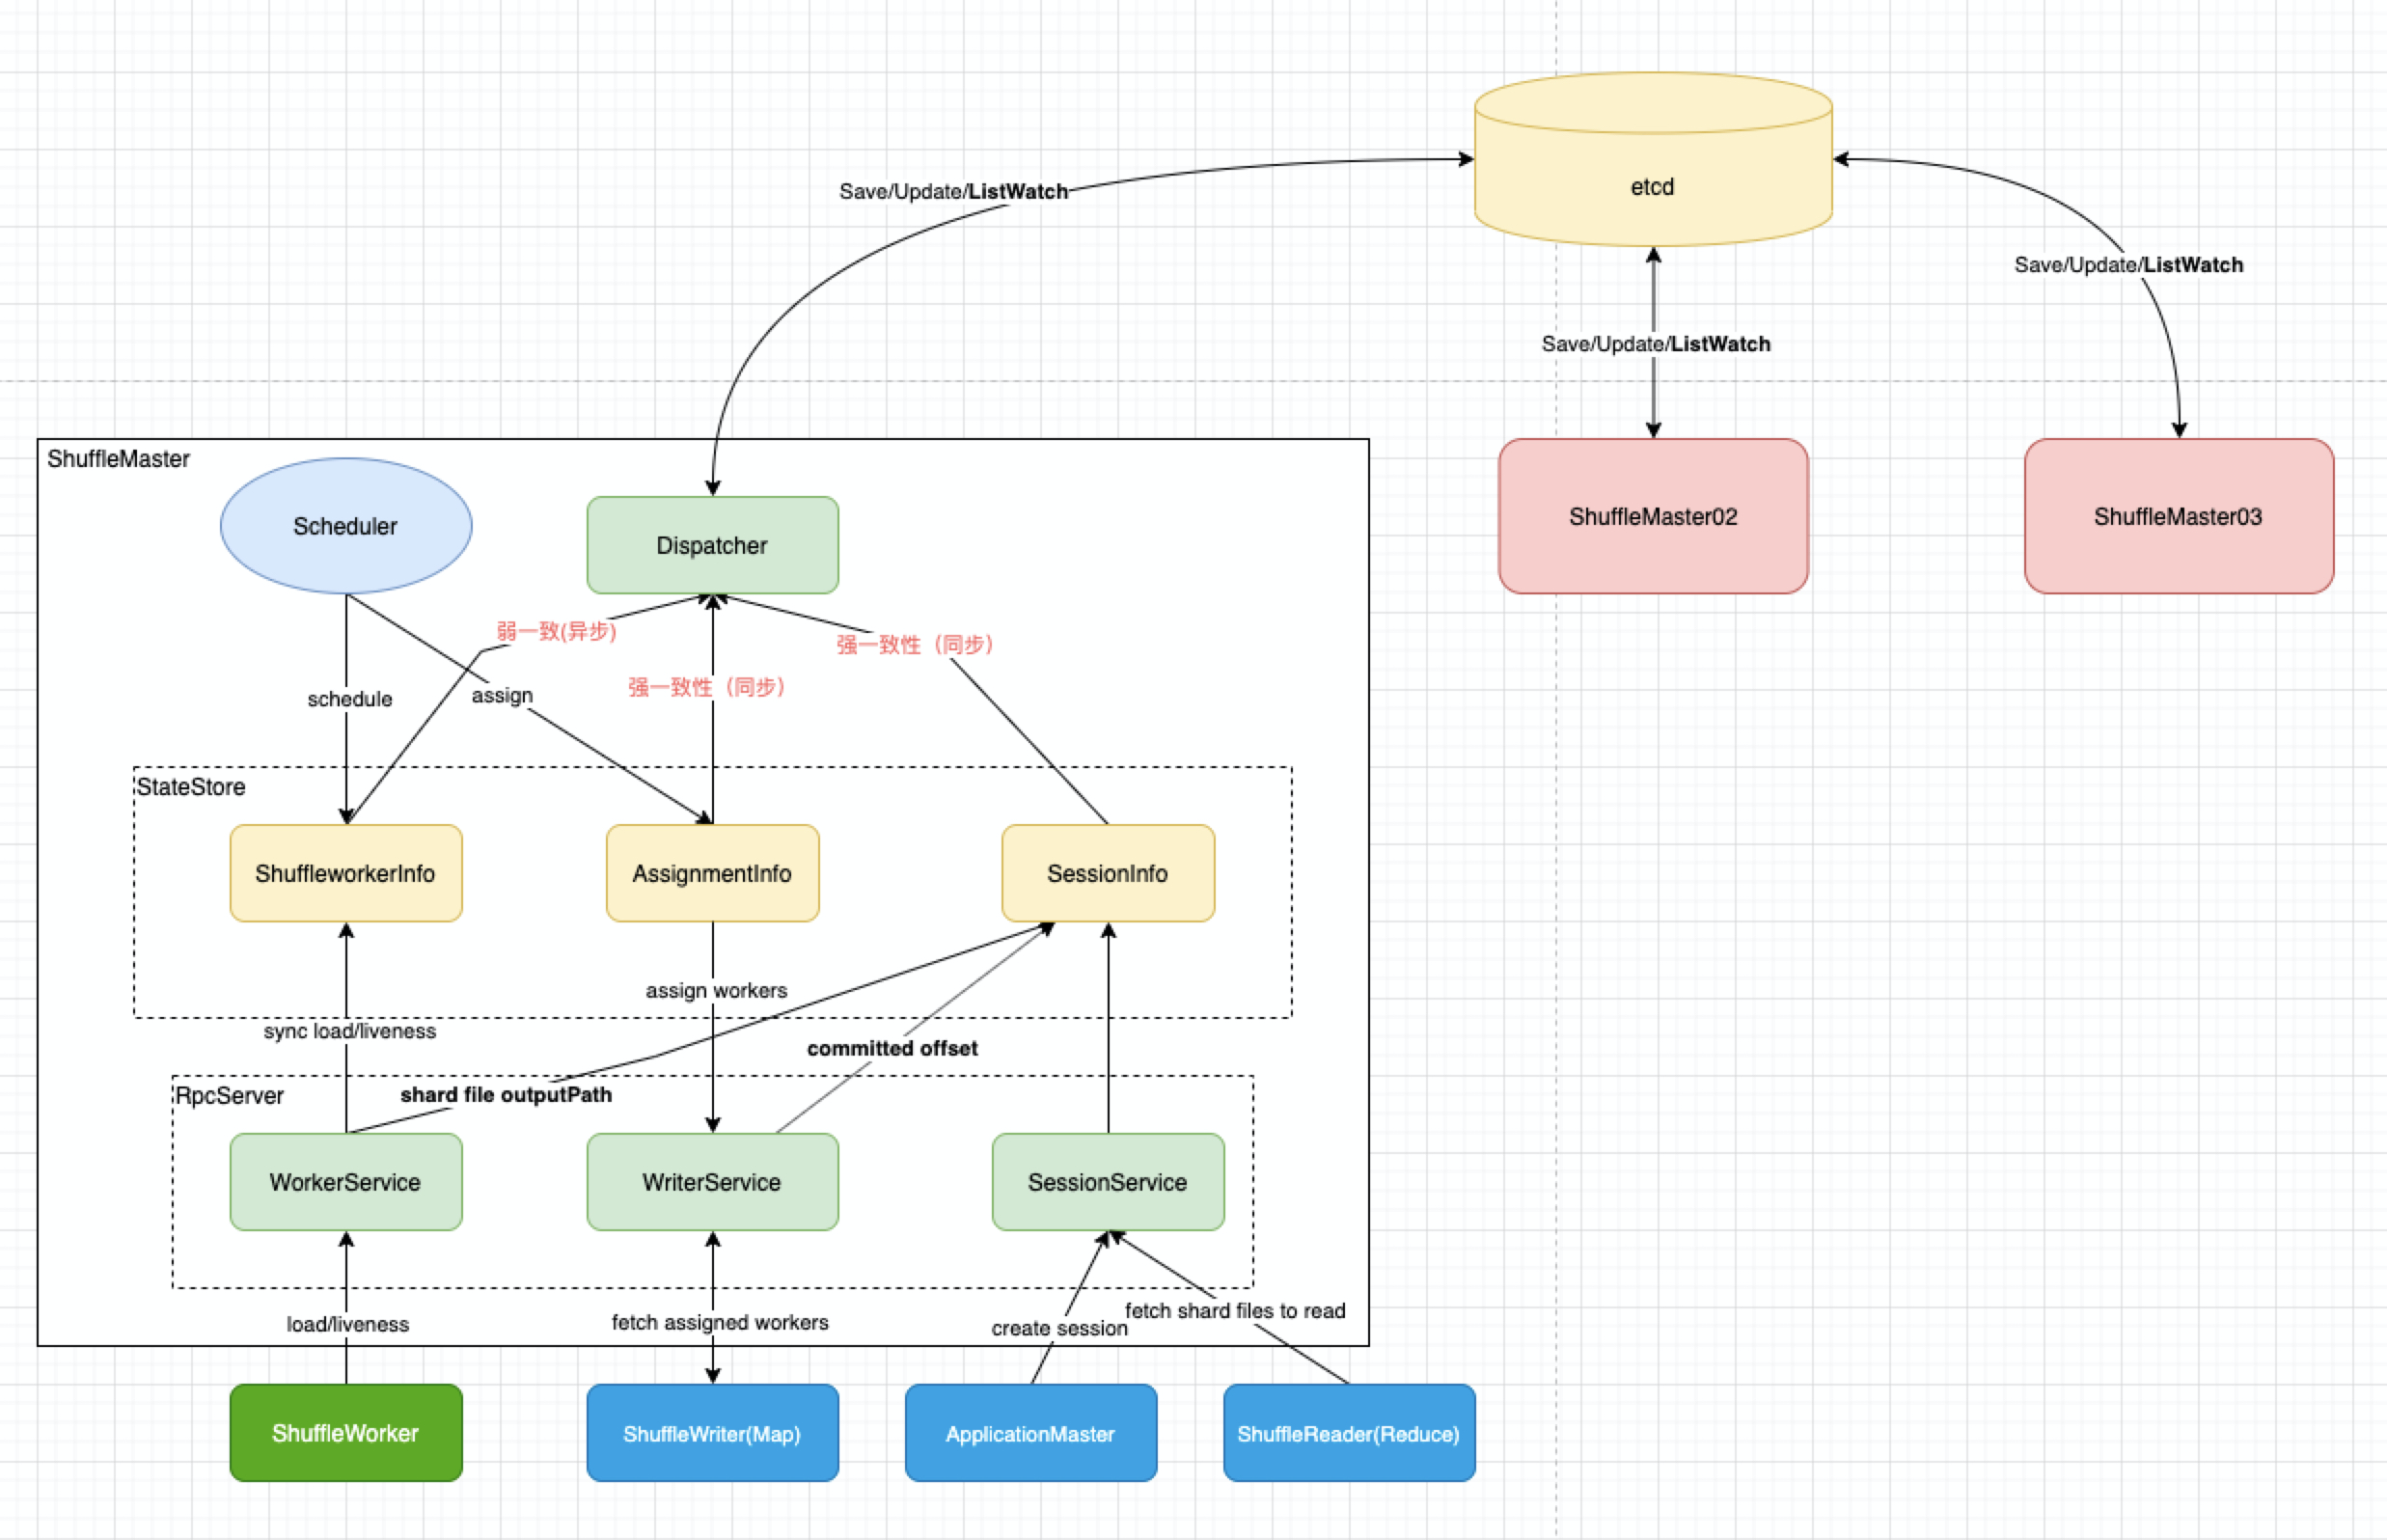 etcd
Save/Update/ListWatch
Save/Update/ListWatch
Save/Update/ListWatch
ShuffleMaster
Scheduler
Dispatcher
ShuffleMaster02
ShuffleMaster03
弱一致(异步)
强一致性（同步）
强一致性（同步）
schedule
assign
StateStore
ShuffleworkerInfo
AssignmentInfo
SessionInfo
assign workers
sync load/liveness
committed offset
RpcServer
shard file outputPath
WorkerService
WriterService
SessionService
load/liveness
fetch assigned workers
create session
fetch shard files to read
ShuffleWorker
ShuffleWriter(Map)
ApplicationMaster
ShuffleReader(Reduce)